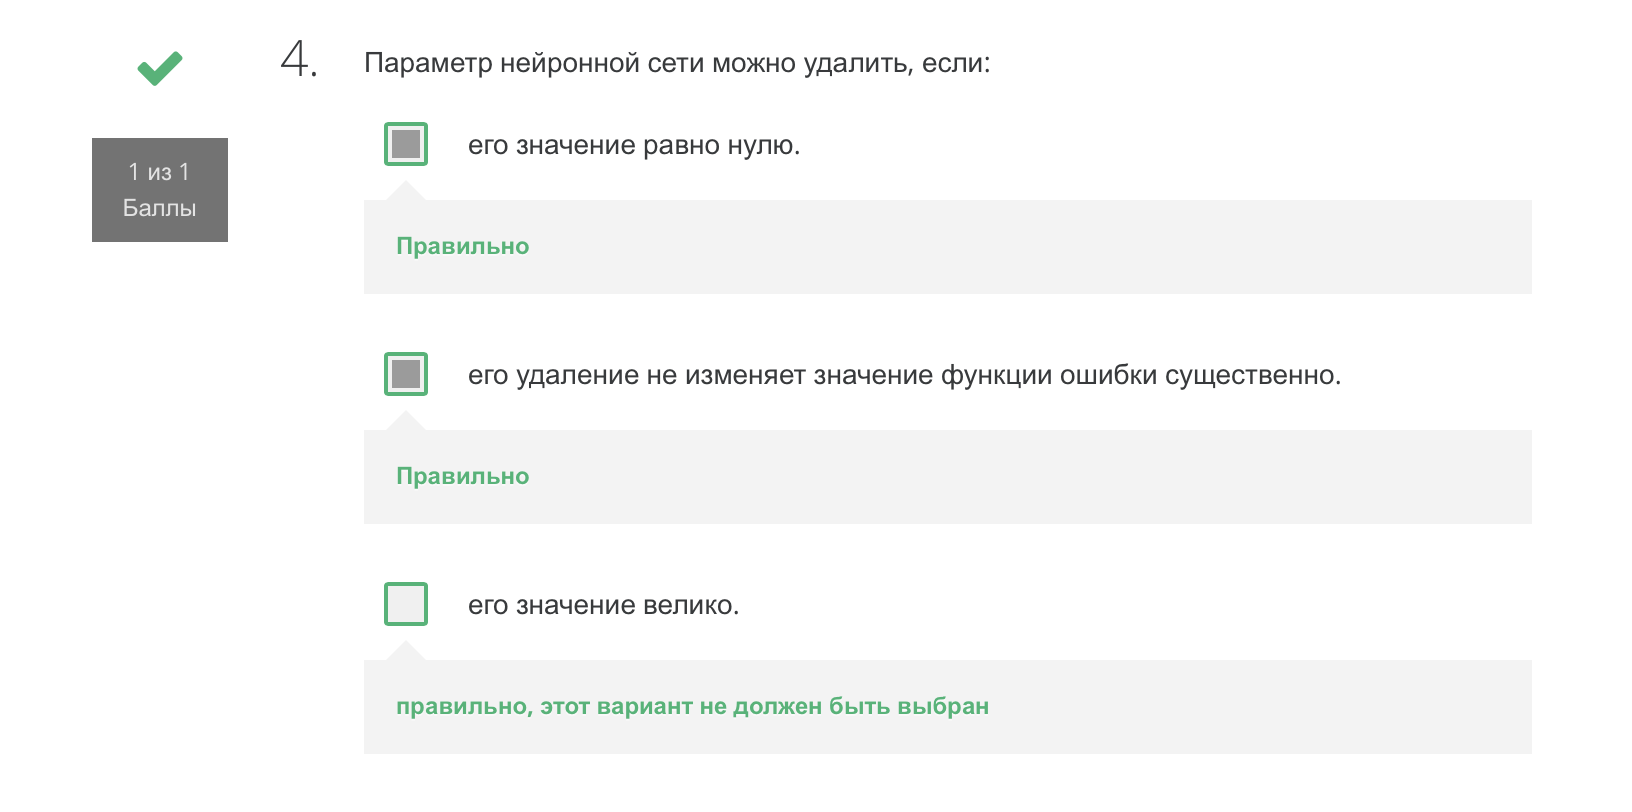 4. Параметр нейронной сети можно удалить, если:
1 из 1
Баллы
его значение равно нулю.
Правильно
его удаление не изменяет значение функции ошибки существенно.
Правильно
его значение велико.
правильно, этот вариант не должен быть выбран